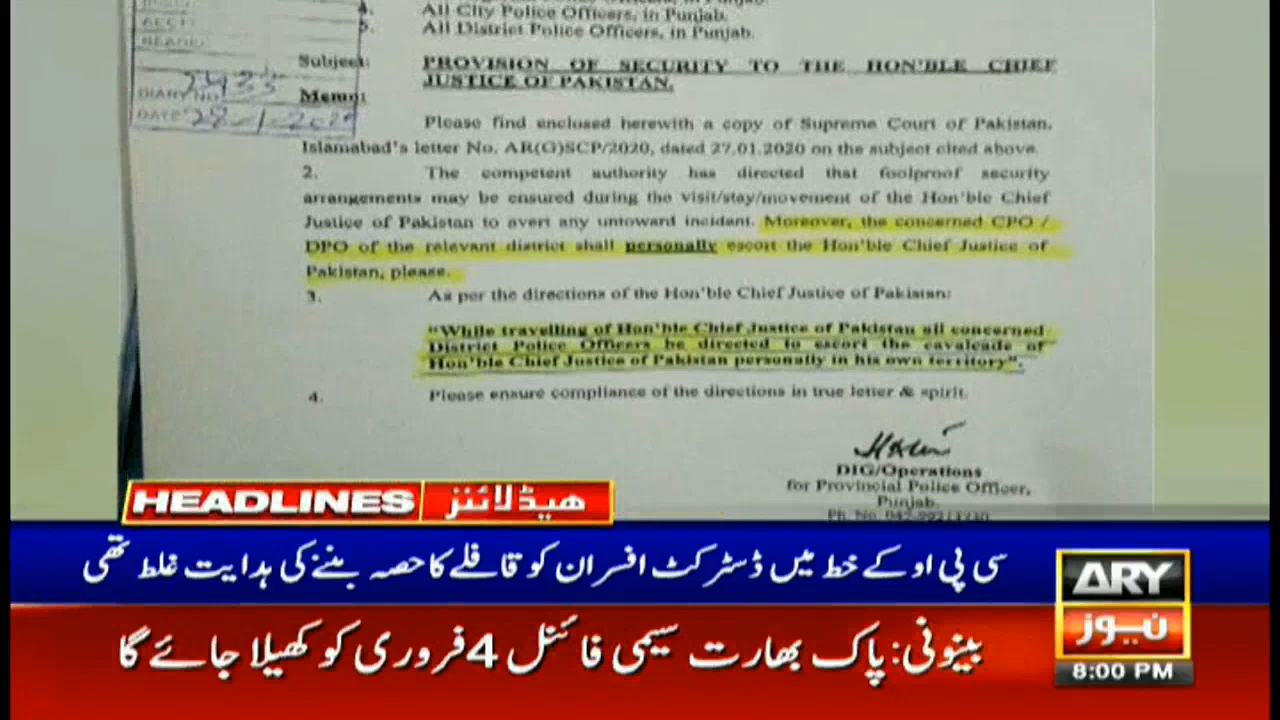 4. All City Police Officers, in Punjab.
5. All District Police Officers, in Punjab.
Subject: PROVISION OF SECURITY TO THE HON'BLE CHIEF
JUSTICE OF PAKISTAN.
Memo:
DIARY NO.
DATE 28-1-2020
Please find enclosed herewith a copy of Supreme Court of Pakistan,
Islamabad's letter No. AR(G)SCP/2020, dated 27.01.2020 on the subject cited above.
2. The competent authority has directed that foolproof security
arrangements may be ensured during the visit/stay/movement of the Hon'ble Chief
Justice of Pakistan to avert any untoward incident. Moreover, the concerned CPO /
DPO of the relevant district shall personally escort the Hon'ble Chief Justice of
Pakistan, please.
3. As per the directions of the Hon'ble Chief Justice of Pakistan:
"While travelling of Hon'ble Chief Justice of Pakistan all concerned
District Police Officers be directed to escort the cavalcade of
Hon'ble Chief Justice of Pakistan personally in his own territory".
4. Please ensure compliance of the directions in true letter & spirit.
DIG/Operations
for Provincial Police Officer,
Punjab.
HEADLINES ھیڈلائنز
سی پی او کے خط میں ڈسٹرکٹ افسران کو قافلے کا حصہ بننے کی ہدایت غلط تھی
بینونی: پاک بھارت سیمی فائنل 4 فروری کو کھیلا جائے گا
ARY
نیوز
8:00 PM